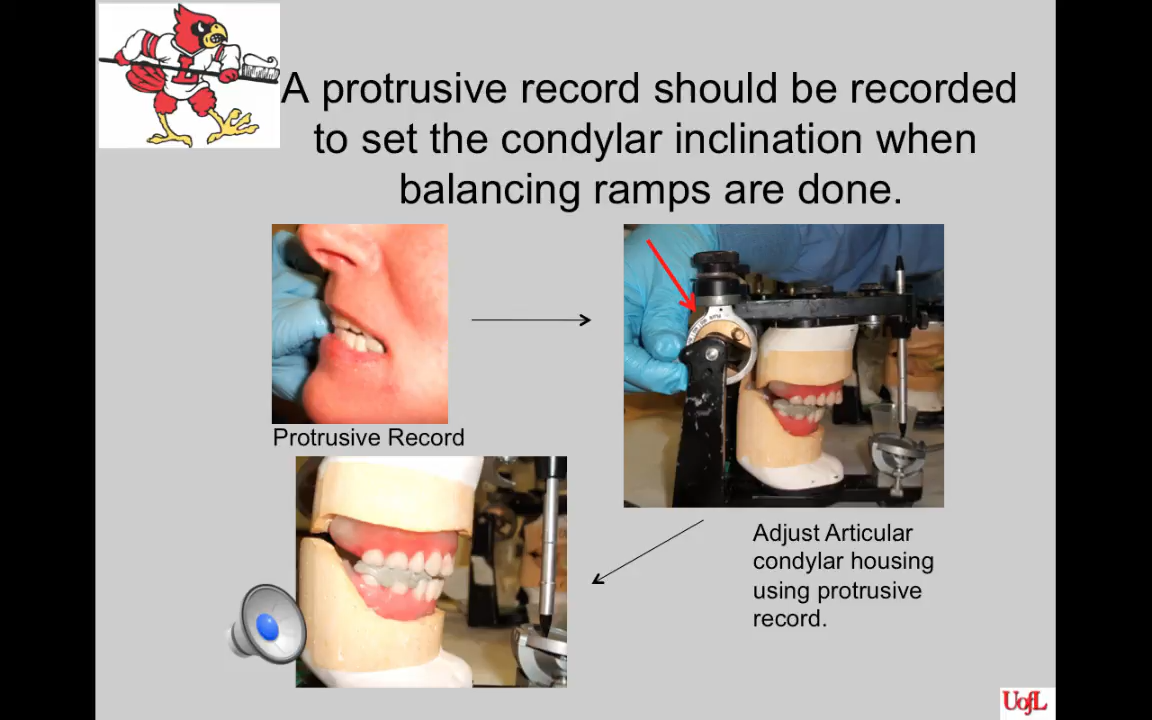 A protrusive record should be recorded
to set the condylar inclination when
balancing ramps are done.
Protrusive Record
Adjust Articular
condylar housing
using protrusive
record.
UofL